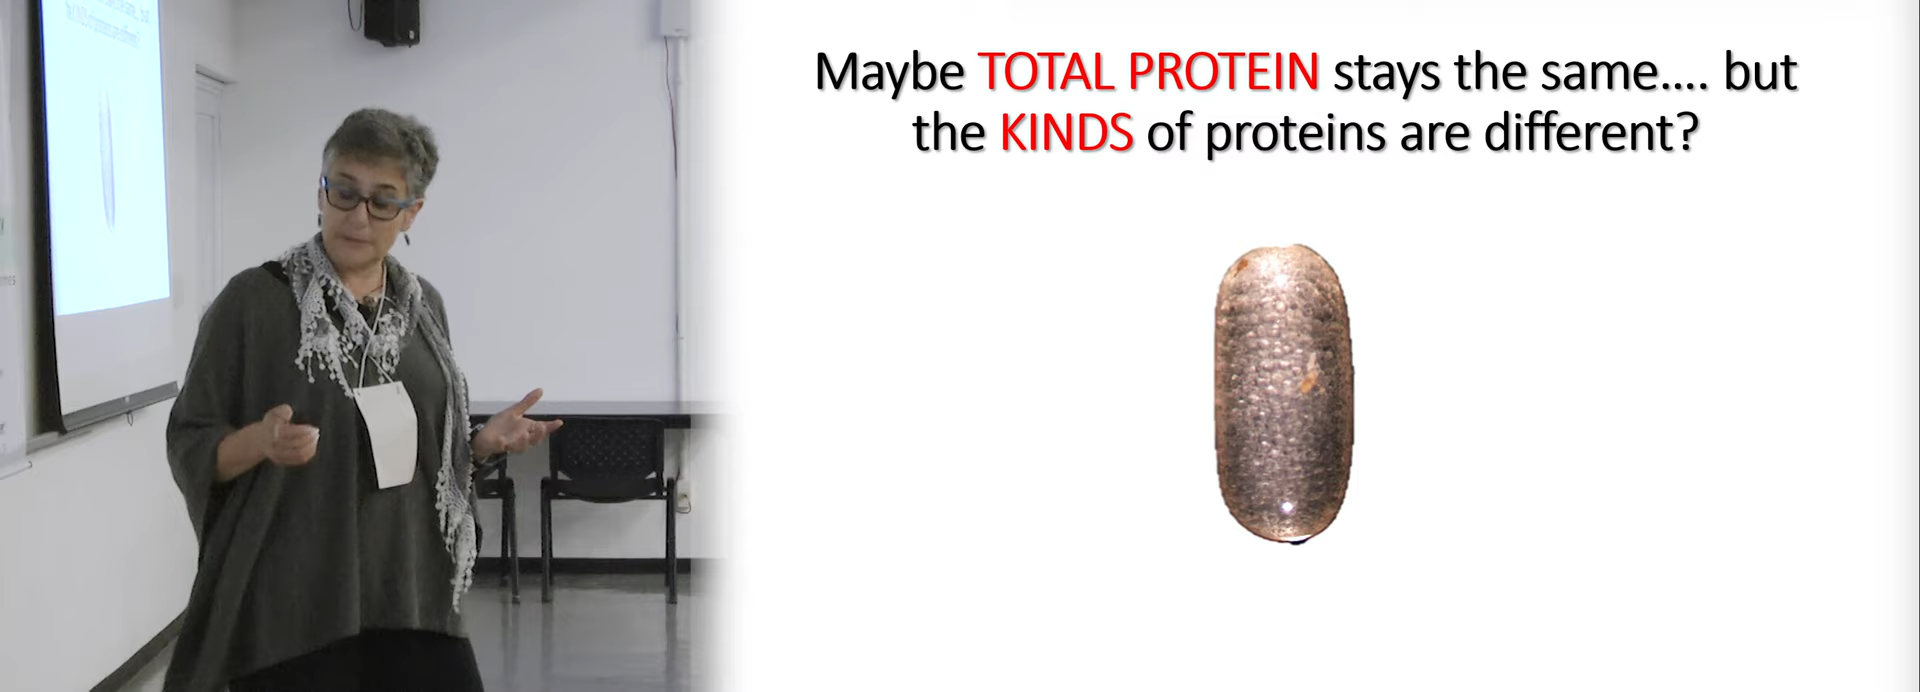 Maybe TOTAL PROTEIN stays the same.... but
the KINDS of proteins are different?